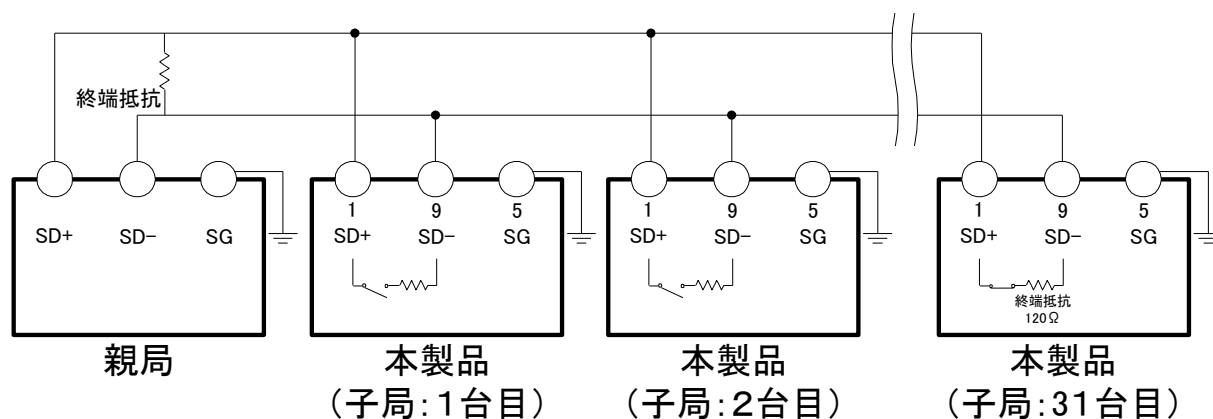 終端抵抗
SD+ SD- SG
1 9 5
SD+ SD- SG
1 9 5
SD+ SD- SG
1 9 5
SD+ SD- SG
終端抵抗
120Ω
親局
本製品
(子局:1台目)
本製品
(子局:2台目)
本製品
(子局:31台目)